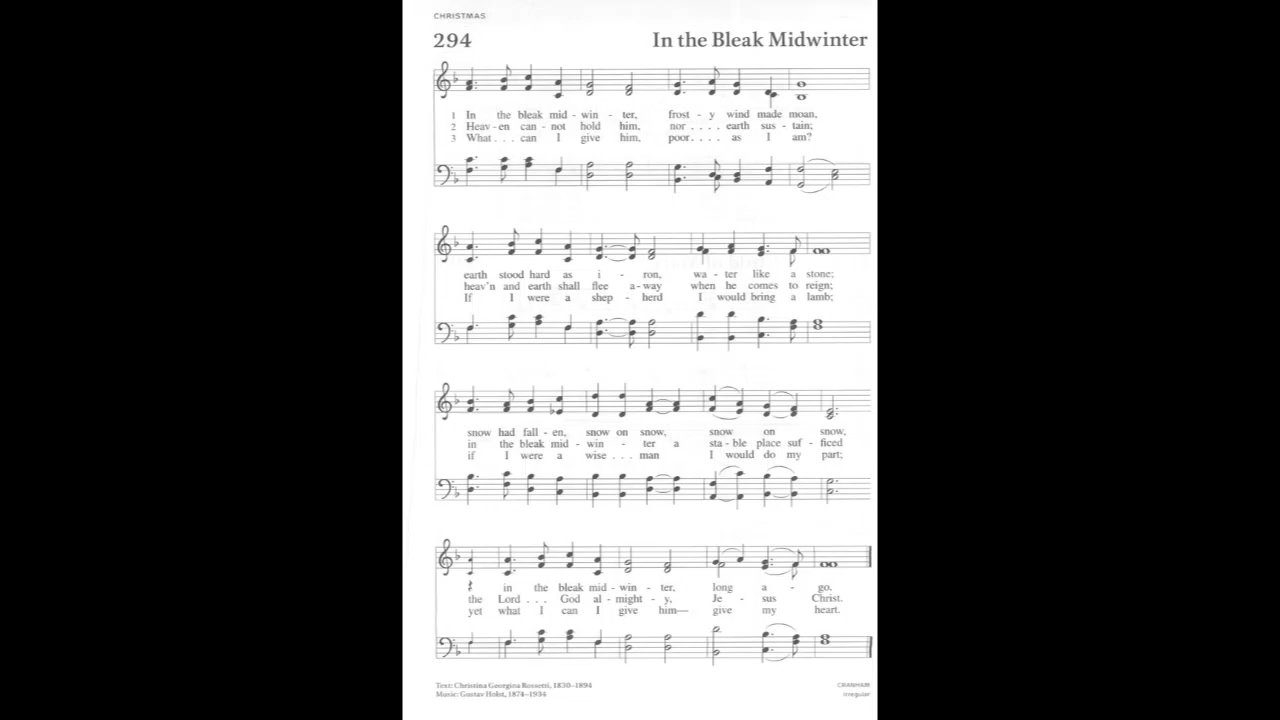 CHRISTMAS
294 In the Bleak Midwinter
1 In the bleak mid - win - ter, frost - y wind made moan,
2 Heav - en can - not hold him, nor . . . . earth sus - tain;
3 What . . . can I give him, poor . . . . as I am?
earth stood hard as i - ron, wa - ter like a stone;
heav'n and earth shall flee a - way when he comes to reign;
If I were a shep - herd I would bring a lamb;
snow had fall - en, snow on snow, snow on snow,
in the bleak mid - win - ter a sta - ble place suf - ficed
if I were a wise . . . man I would do my part;
in the bleak mid - win - ter, long a - go.
the Lord . . . God al - might - y, Je - sus Christ.
yet what I can I give him— give my heart.
Text: Christina Georgina Rossetti, 1830–1894 CRANHAM
Music: Gustav Holst, 1874–1934 Irregular